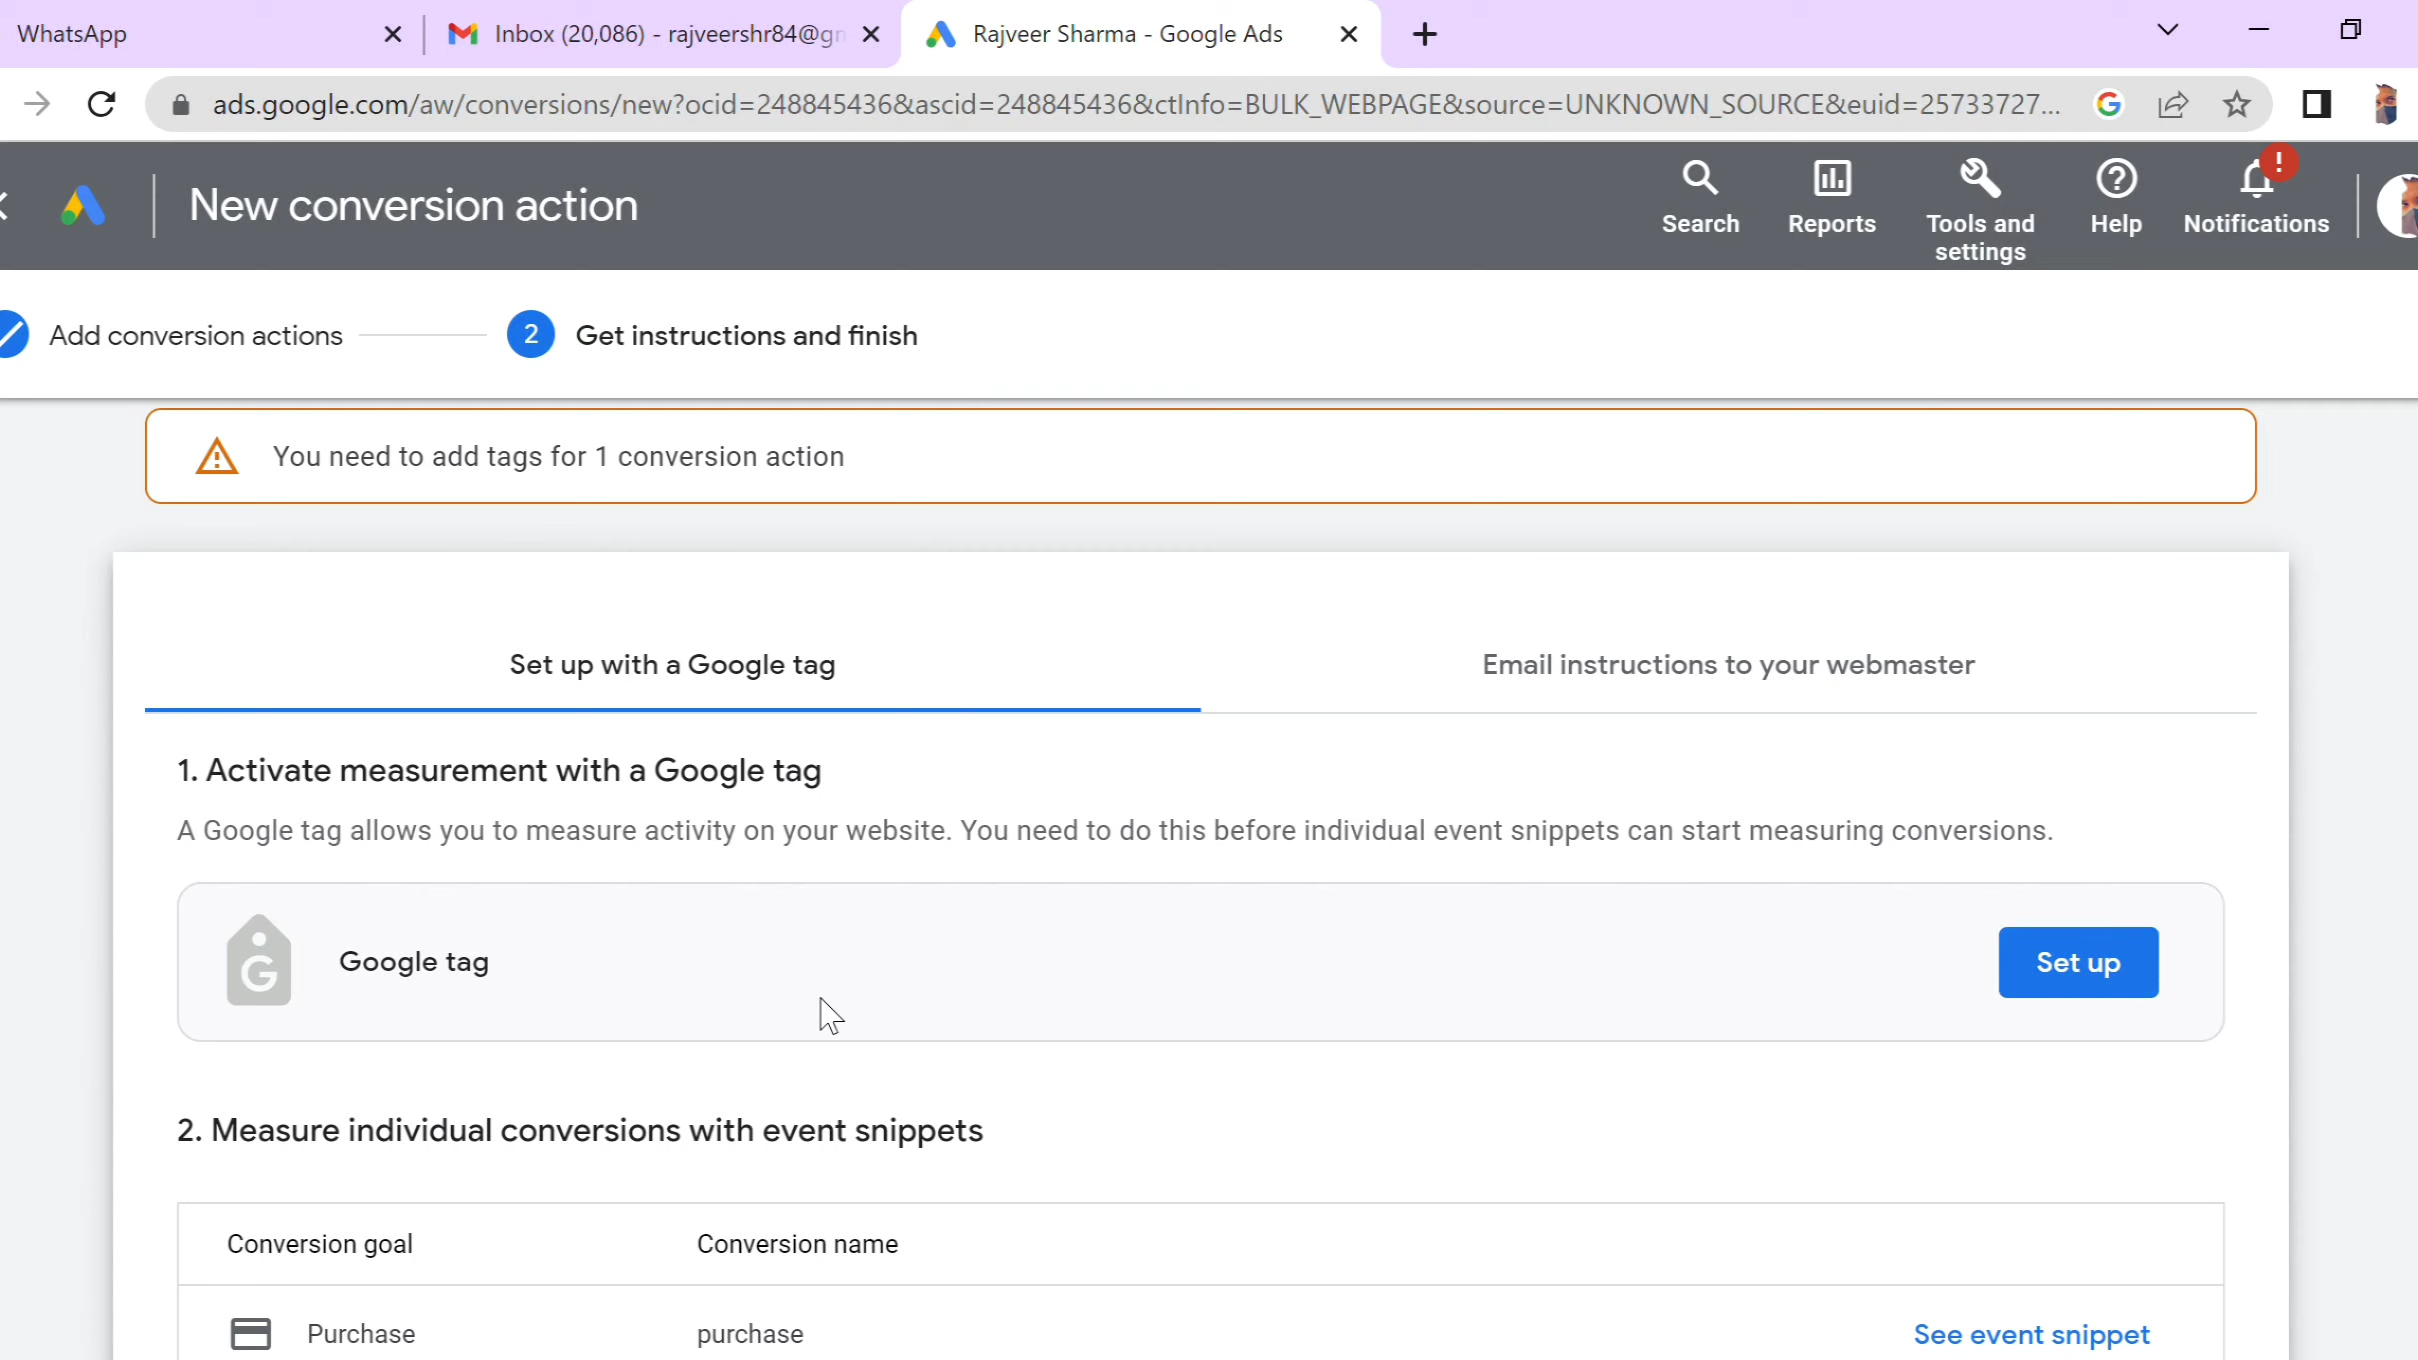 WhatsApp
Inbox (20,086) - rajveershr84@gm
Rajveer Sharma - Google Ads
ads.google.com/aw/conversions/new?ocid=248845436&ascid=248845436&ctInfo=BULK_WEBPAGE&source=UNKNOWN_SOURCE&euid=25733727...
New conversion action
Search
Reports
Tools and
settings
Help
Notifications
Add conversion actions
2
Get instructions and finish
You need to add tags for 1 conversion action
Set up with a Google tag
Email instructions to your webmaster
1. Activate measurement with a Google tag
A Google tag allows you to measure activity on your website. You need to do this before individual event snippets can start measuring conversions.
Google tag
Set up
2. Measure individual conversions with event snippets
Conversion goal
Conversion name
Purchase
purchase
See event snippet